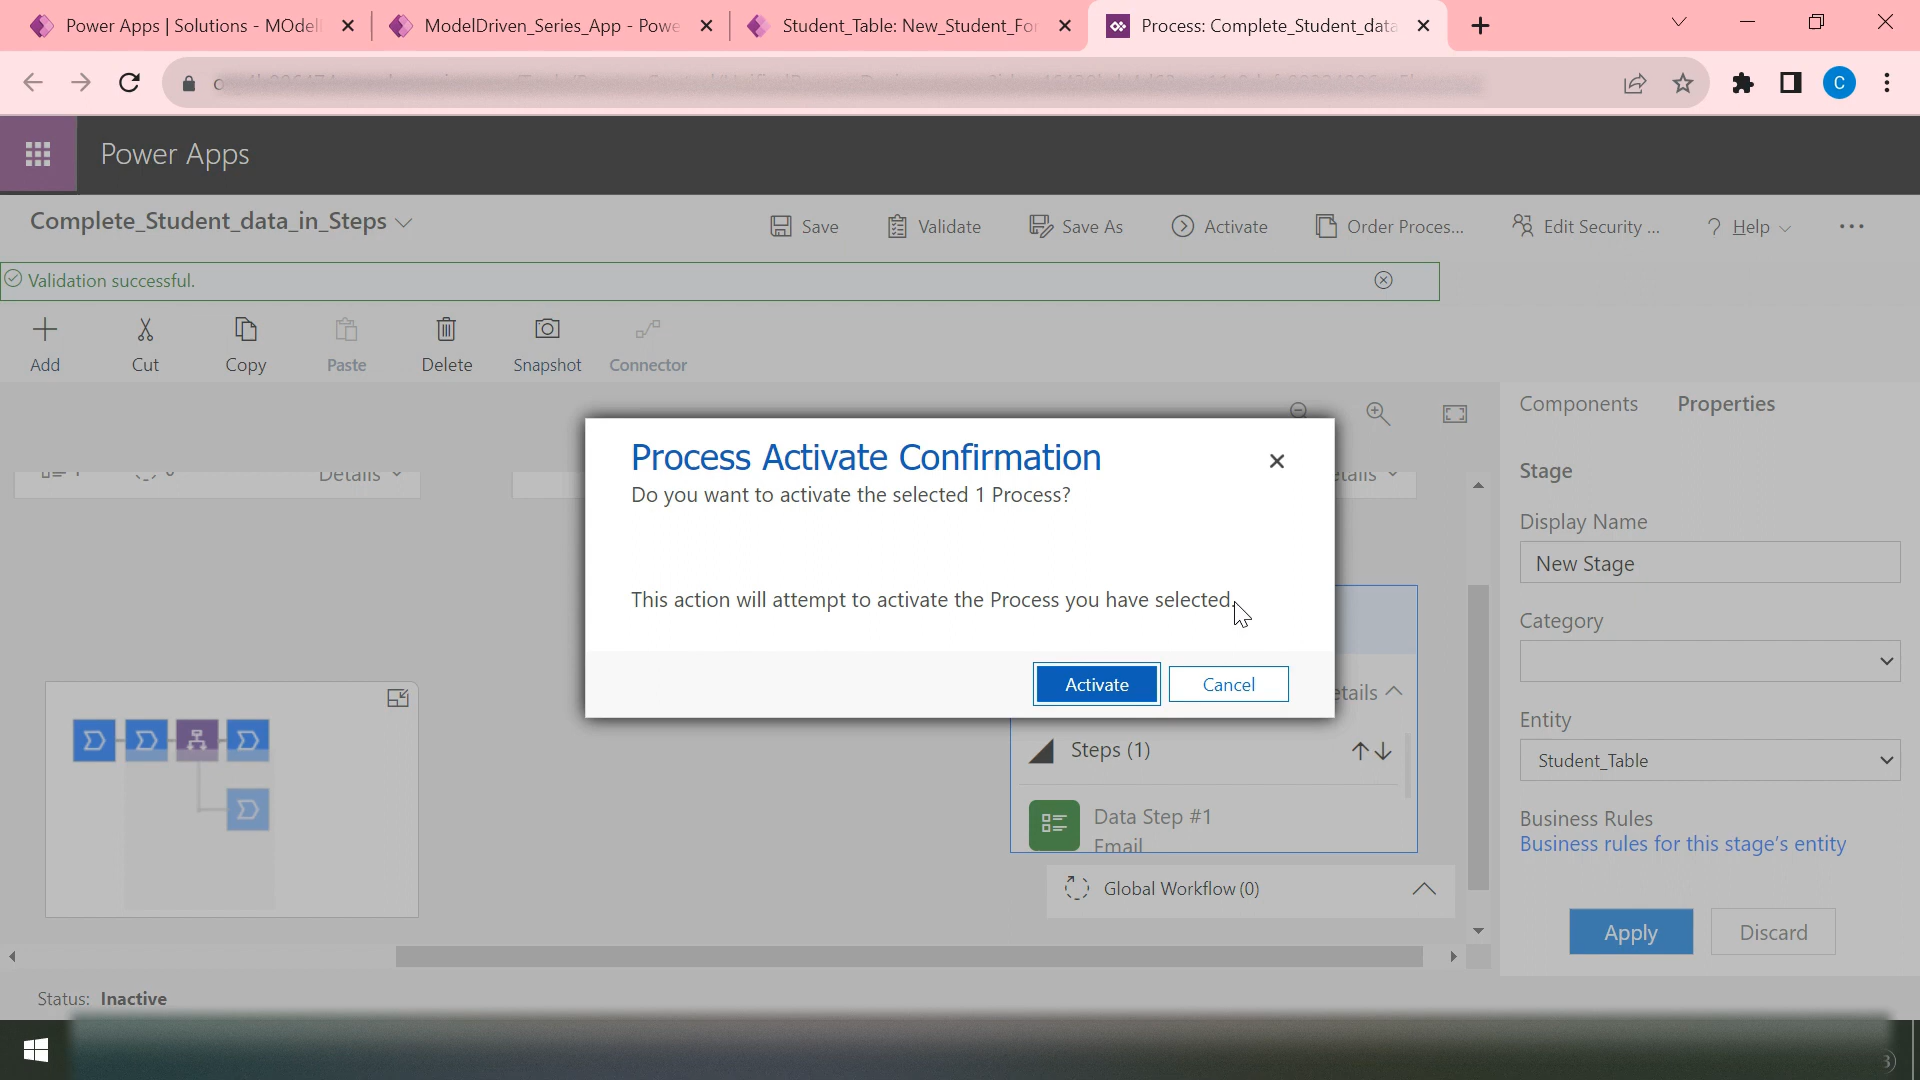 Power Apps | Solutions - MOdel
ModelDriven_Series_App - Powe
Student_Table: New_Student_For
Process: Complete_Student_data
C
Power Apps
Complete_Student_data_in_Steps
Save
Validate
Save As
Activate
Order Proces...
Edit Security ...
? Help
Validation successful.
Add
Cut
Copy
Paste
Delete
Snapshot
Connector
Components
Properties
Details
etails
Process Activate Confirmation
Do you want to activate the selected 1 Process?
This action will attempt to activate the Process you have selected.
Activate
Cancel
Stage
Display Name
New Stage
Category
Entity
Student_Table
Business Rules
Business rules for this stage's entity
Apply
Discard
etails
Steps (1)
Data Step #1
Email
Global Workflow (0)
Status: Inactive